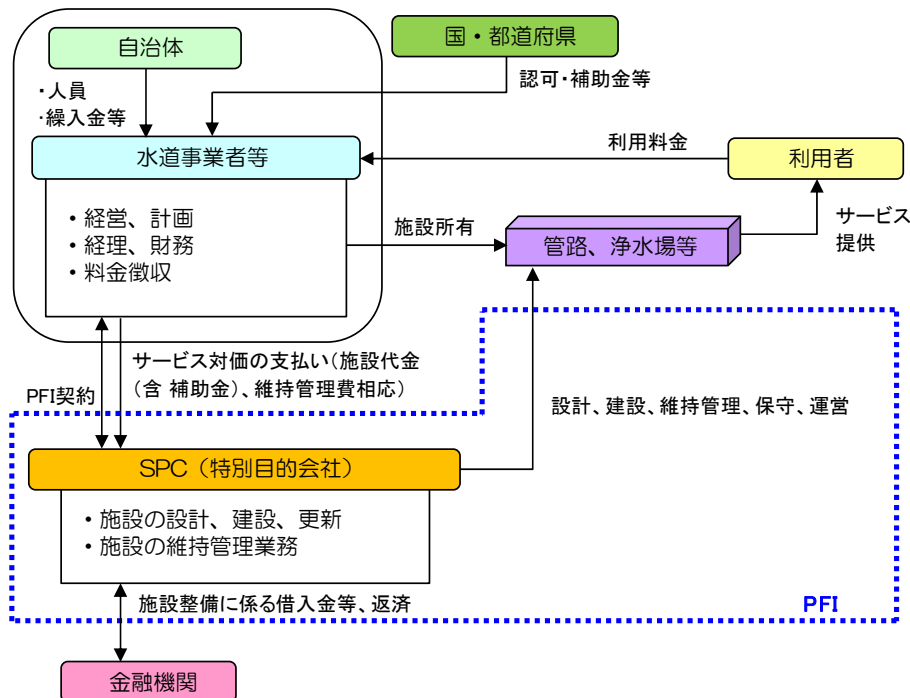 自治体
国・都道府県
・人員
・繰入金等
認可・補助金等
水道事業者等
利用料金
利用者
・経営、計画
・経理、財務
・料金徴収
施設所有
管路、浄水場等
サービス
提供
PFI契約
サービス対価の支払い（施設代金
（含 補助金）、維持管理費相応）
設計、建設、維持管理、保守、運営
SPC（特別目的会社）
・施設の設計、建設、更新
・施設の維持管理業務
施設整備に係る借入金等、返済
PFI
金融機関